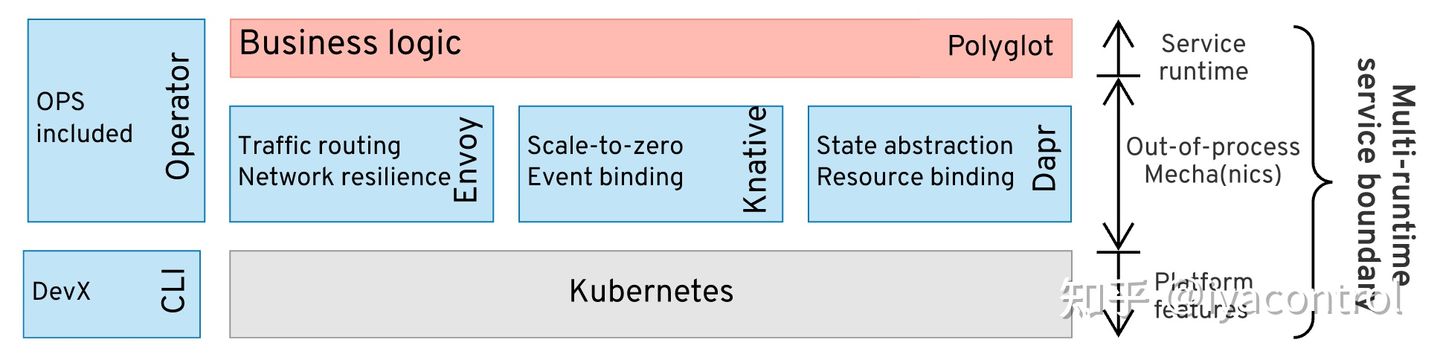 OPS
included
Operator
Business logic
Polyglot
Traffic routing
Network resilience
Envoy
Scale-to-zero
Event binding
Knative
State abstraction
Resource binding
Dapr
DevX
CLI
Kubernetes
Service
runtime
Out-of-process
Mecha(nics)
Platform
features
Multi-runtime
service boundary
知乎 @iyacontrol